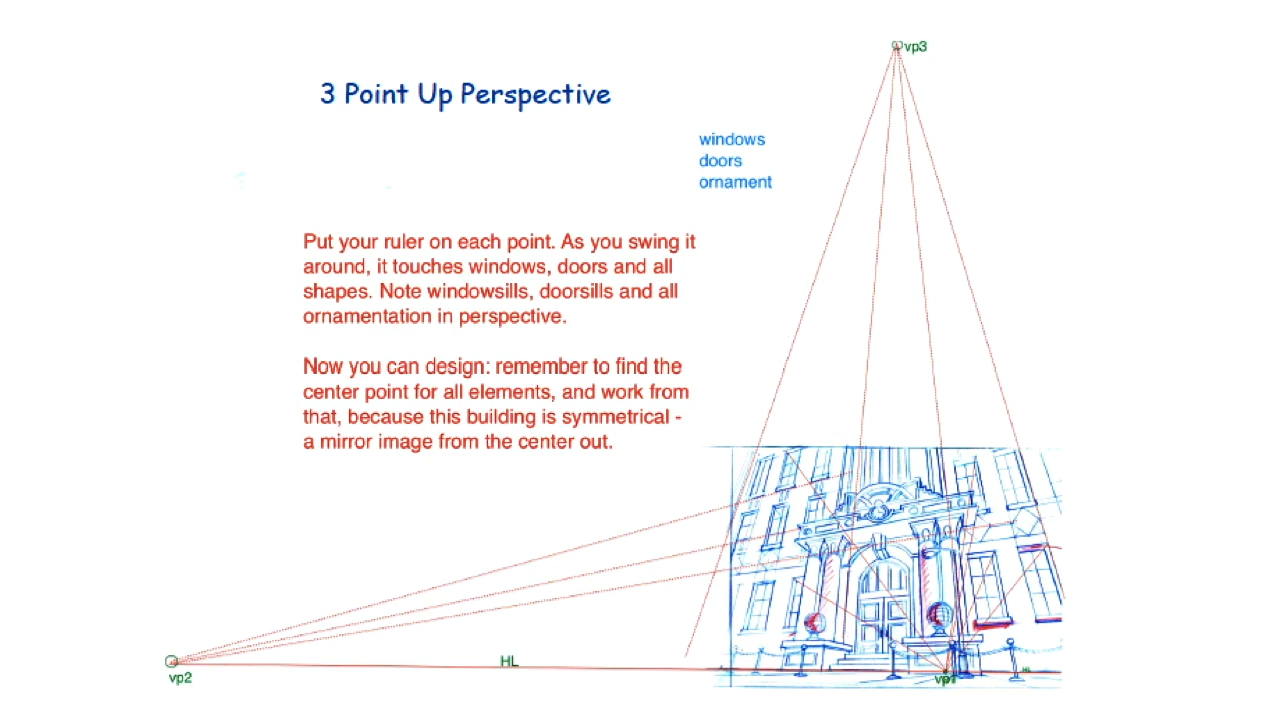 vp3
3 Point Up Perspective
windows
doors
ornament
Put your ruler on each point. As you swing it
around, it touches windows, doors and all
shapes. Note windowsills, doorsills and all
ornamentation in perspective.
Now you can design: remember to find the
center point for all elements, and work from
that, because this building is symmetrical -
a mirror image from the center out.
HL
HL
vp2
vp1